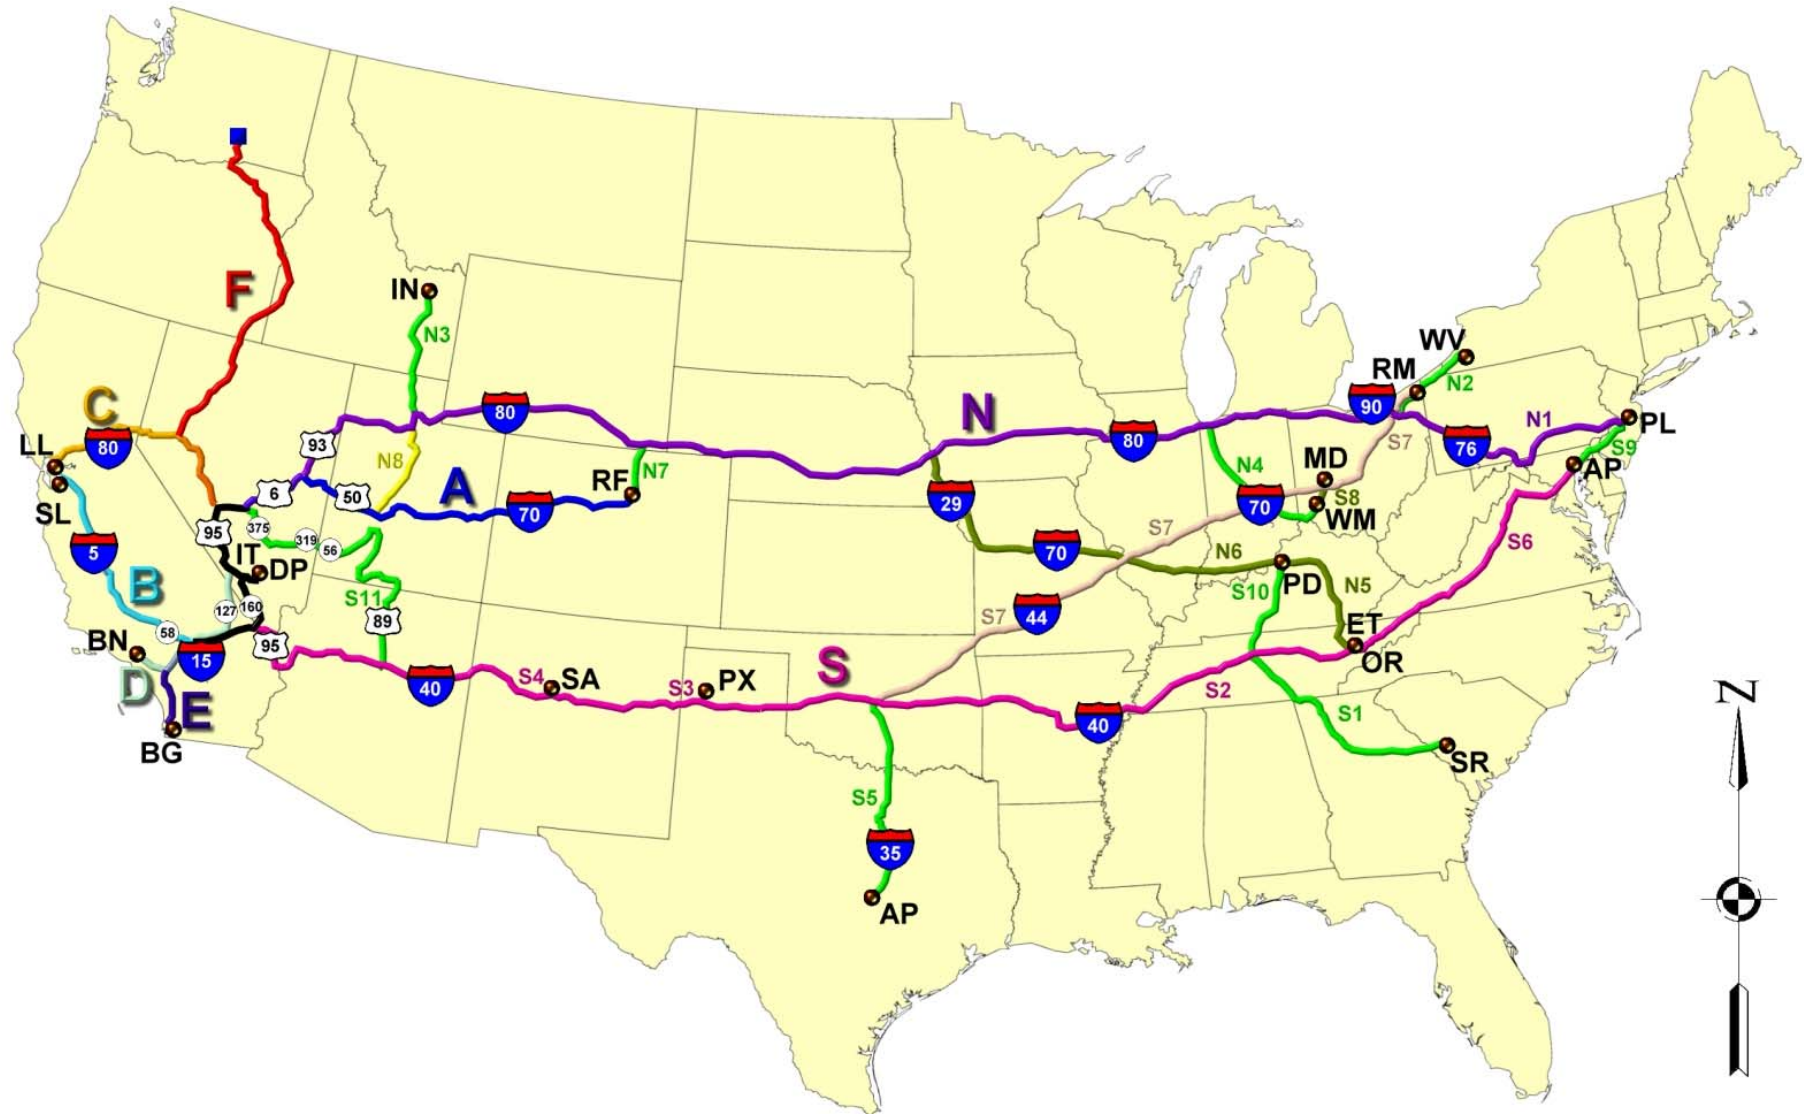 F
IN
N3
WV
RM
N2
C
80
90
80
N
N1
PL
LL
93
80
76
S7
S9
N8
A
RF
N7
N4
MD
AP
6
50
SL
70
29
70
S8
WM
95
375
319
56
5
IT
DP
S7
70
N6
S6
B
S11
S10
PD
N5
127
160
89
S7
44
58
95
ET
BN
15
OR
D
40
S4
SA
S3
PX
S
S2
E
40
S1
N
BG
SR
S5
35
AP